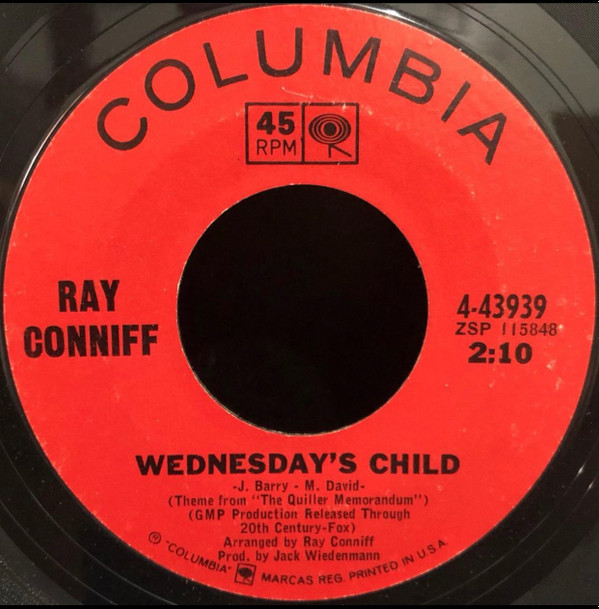 COLUMBIA
45
RPM
RAY
CONNIFF
4-43939
ZSP 115848
2:10
WEDNESDAY'S CHILD
-J. Barry - M. David-
(Theme from "The Quiller Memorandum")
(GMP Production Released Through
20th Century-Fox)
Arranged by Ray Conniff
Prod. by Jack Wiedenmann
Ⓟ "COLUMBIA" MARCAS REG. PRINTED IN U.S.A.